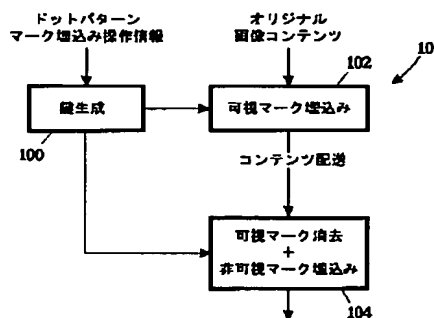 ドットパターン
マーク埋込み操作情報
オリジナル
画像コンテンツ
10
102
鍵生成
可視マーク埋込み
100
コンテンツ配送
可視マーク消去
+
非可視マーク埋込み
104